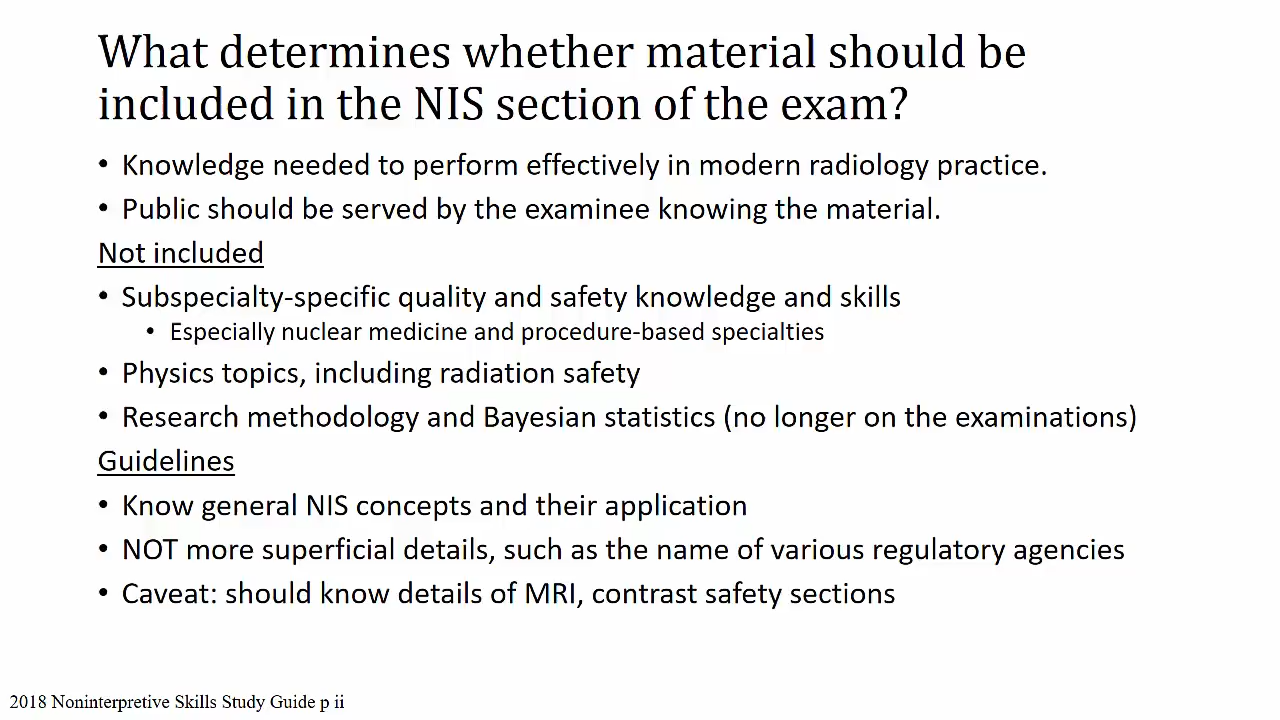 What determines whether material should be
included in the NIS section of the exam?
• Knowledge needed to perform effectively in modern radiology practice.
• Public should be served by the examinee knowing the material.
Not included
• Subspecialty-specific quality and safety knowledge and skills
• Especially nuclear medicine and procedure-based specialties
• Physics topics, including radiation safety
• Research methodology and Bayesian statistics (no longer on the examinations)
Guidelines
• Know general NIS concepts and their application
• NOT more superficial details, such as the name of various regulatory agencies
• Caveat: should know details of MRI, contrast safety sections
2018 Noninterpretive Skills Study Guide p ii